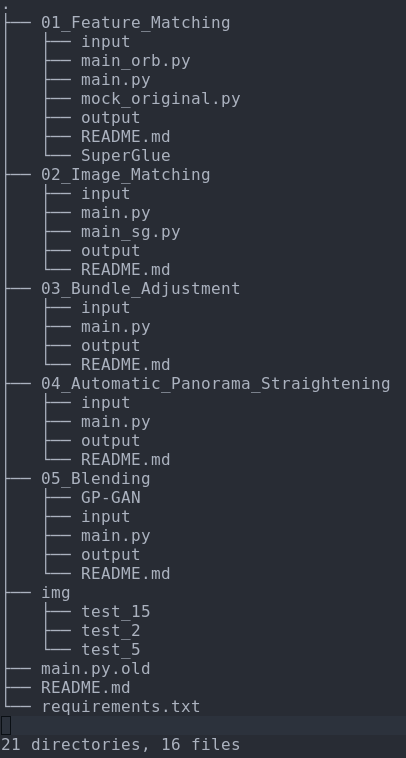 .
├── 01_Feature_Matching
│   ├── input
│   ├── main_orb.py
│   ├── main.py
│   ├── mock_original.py
│   ├── output
│   ├── README.md
│   └── SuperGlue
├── 02_Image_Matching
│   ├── input
│   ├── main.py
│   ├── main_sg.py
│   ├── output
│   └── README.md
├── 03_Bundle_Adjustment
│   ├── input
│   ├── main.py
│   ├── output
│   └── README.md
├── 04_Automatic_Panorama_Straightening
│   ├── input
│   ├── main.py
│   ├── output
│   └── README.md
├── 05_Blending
│   ├── GP-GAN
│   ├── input
│   ├── main.py
│   ├── output
│   └── README.md
├── img
│   ├── test_15
│   ├── test_2
│   └── test_5
├── main.py.old
├── README.md
└── requirements.txt
21 directories, 16 files